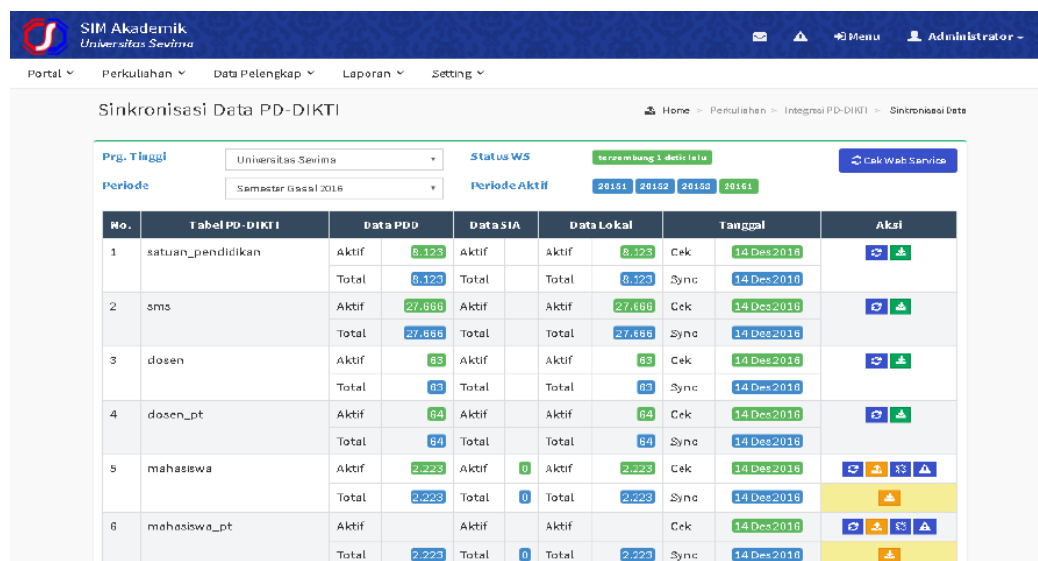 SIM Akademik
Universitas Sevima
Menu Administrator
Portal Perkuliahan Data Pelengkap Laporan Setting
Sinkronisasi Data PD-DIKTI
Home > Perkuliahan > Integrasi PD-DIKTI > Sinkronisasi Data
Prg. Tinggi Universitas Sevima Status WS tersambung 1 detik lalu Cek Web Service
Periode Semester Gasal 2016 Periode Aktif 20151 20152 20153 20161
No. Tabel PD-DIKTI Data PDD Data SIA Data Lokal Tanggal Aksi
1 satuan_pendidikan Aktif 8.123 Aktif Aktif 8.123 Cek 14 Des 2016
Total 8.123 Total Total 8.123 Sync 14 Des 2016
2 sms Aktif 27.666 Aktif Aktif 27.666 Cek 14 Des 2016
Total 27.666 Total Total 27.666 Sync 14 Des 2016
3 dosen Aktif 63 Aktif Aktif 63 Cek 14 Des 2016
Total 63 Total Total 63 Sync 14 Des 2016
4 dosen_pt Aktif 64 Aktif Aktif 64 Cek 14 Des 2016
Total 64 Total Total 64 Sync 14 Des 2016
5 mahasiswa Aktif 2.223 Aktif 0 Aktif 2.223 Cek 14 Des 2016
Total 2.223 Total 0 Total 2.223 Sync 14 Des 2016
6 mahasiswa_pt Aktif Aktif Aktif Cek 14 Des 2016
Total 2.223 Total 0 Total 2.223 Sync 14 Des 2016